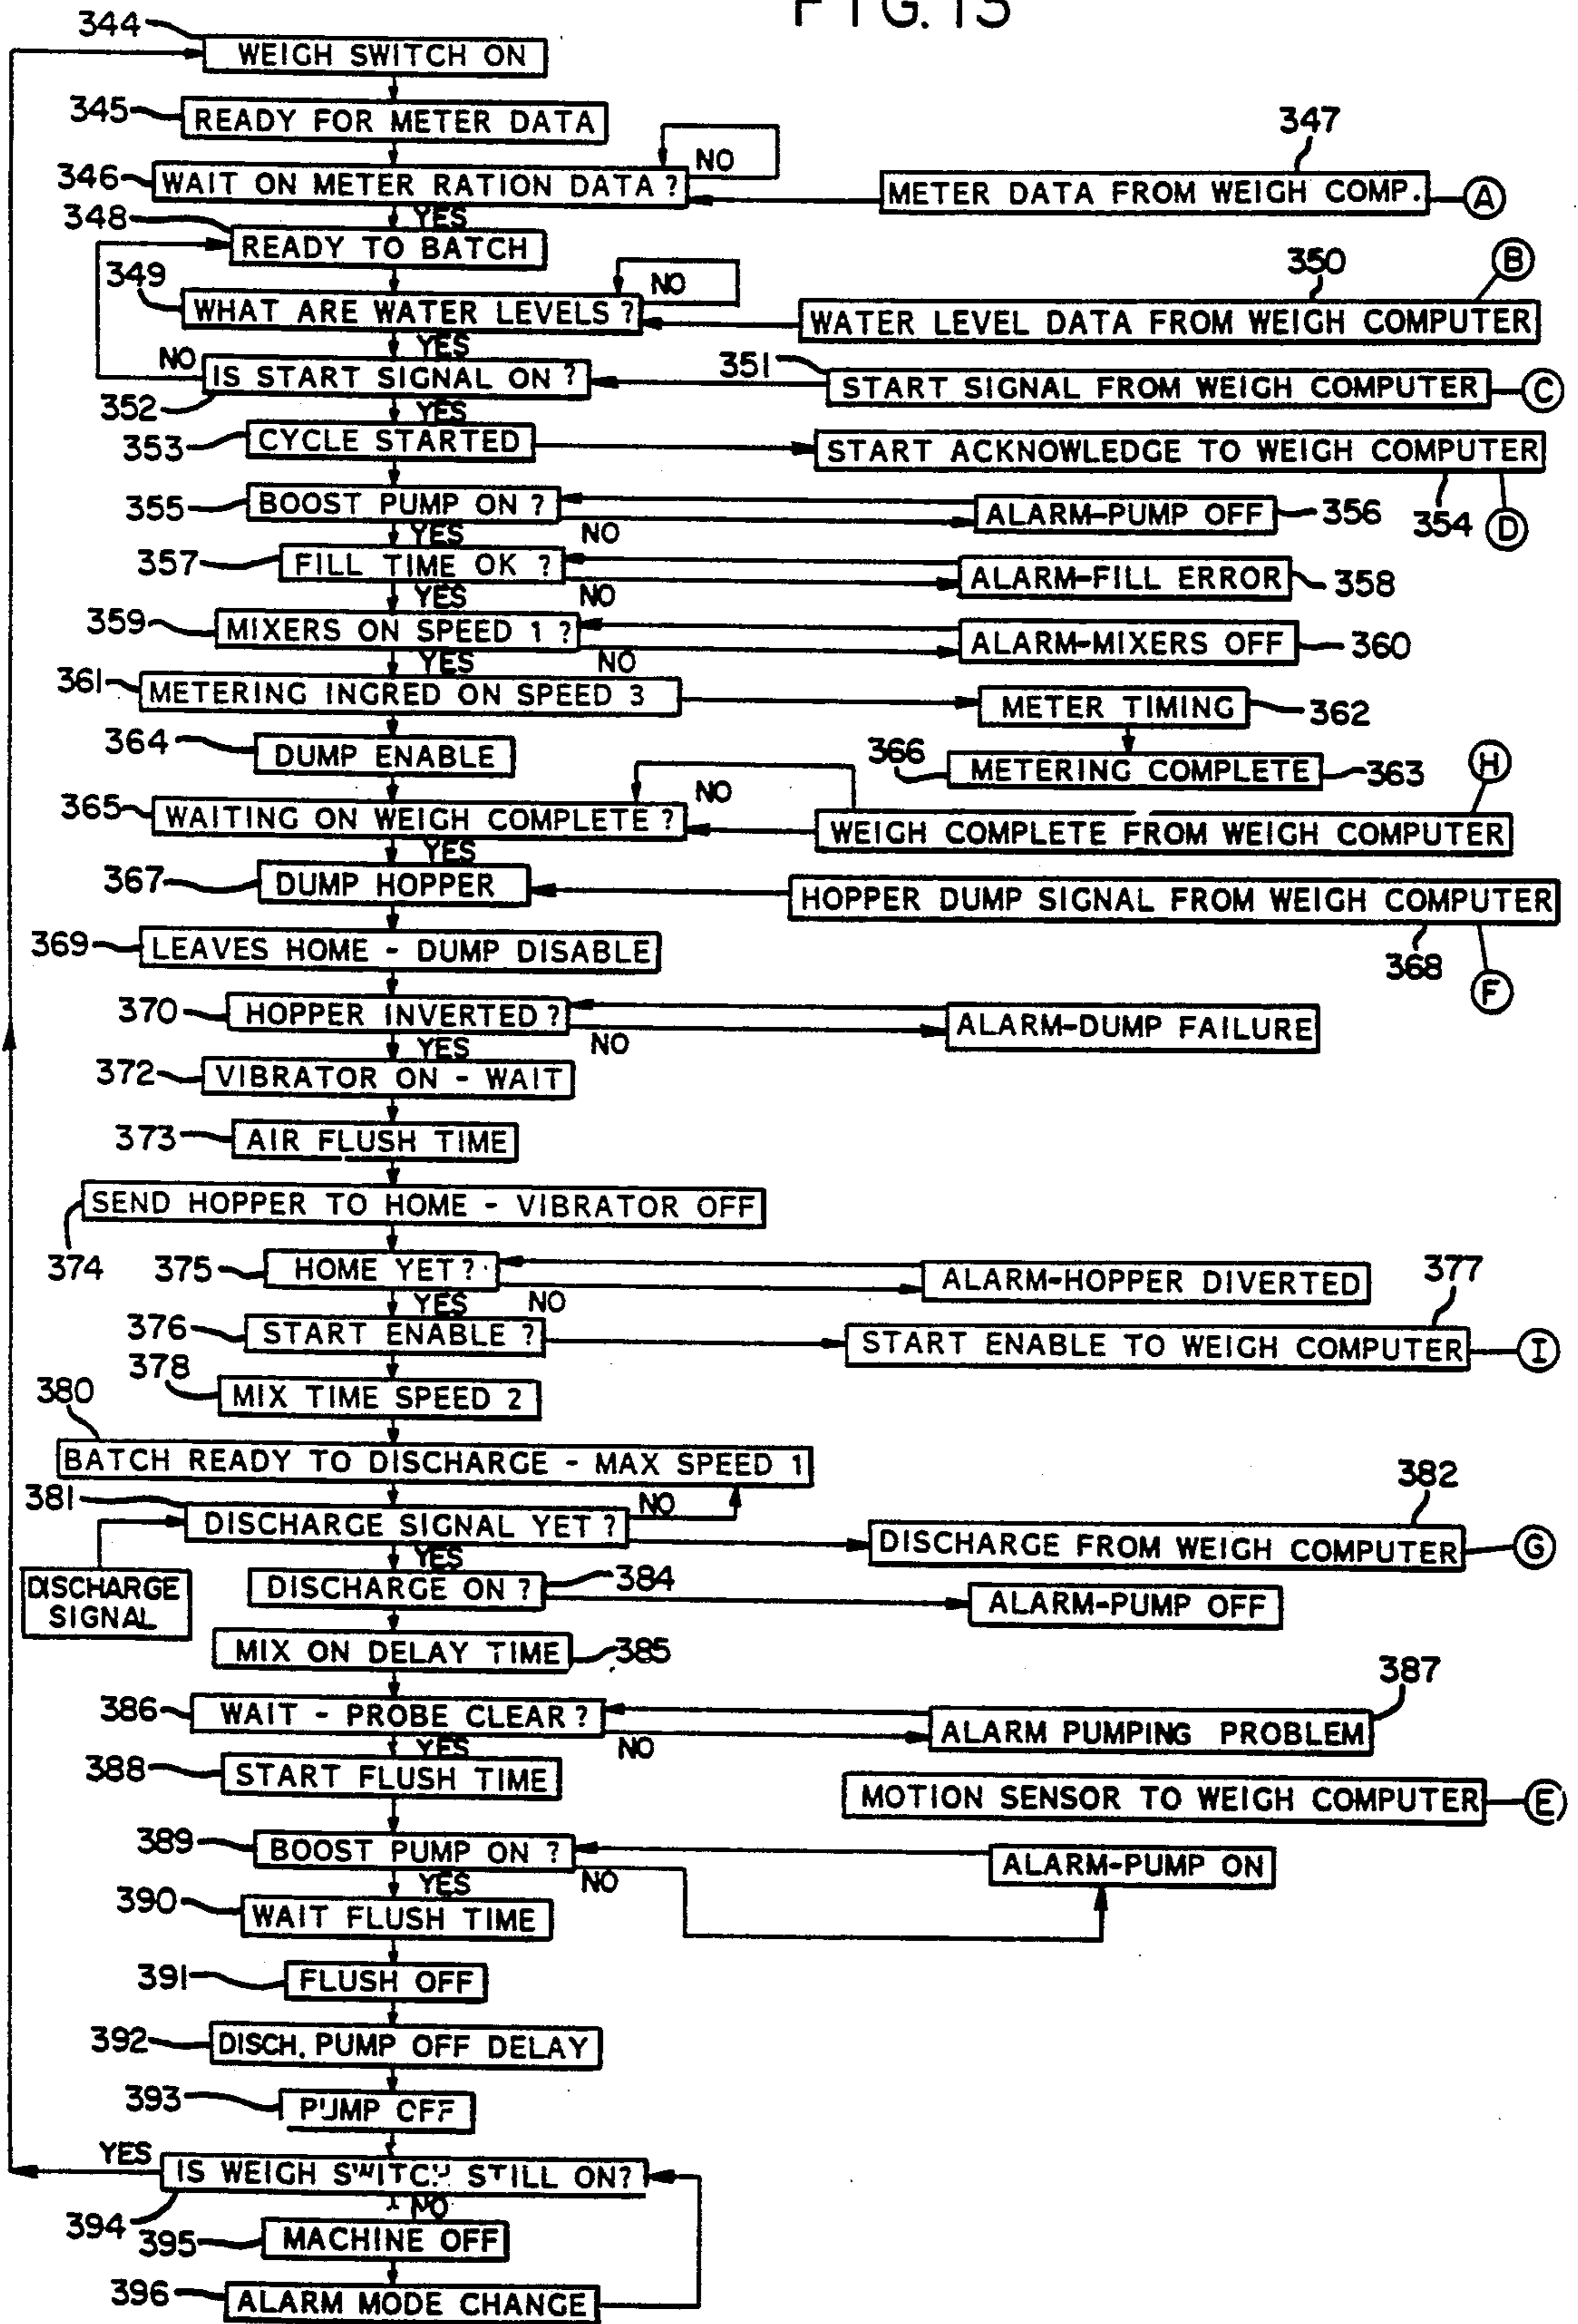 FIG. 13
344
WEIGH SWITCH ON
345
READY FOR METER DATA
347
NO
346
WAIT ON METER RATION DATA ?
METER DATA FROM WEIGH COMP.
A
YES
348
READY TO BATCH
B
350
349
NO
WHAT ARE WATER LEVELS ?
WATER LEVEL DATA FROM WEIGH COMPUTER
YES
NO
351
IS START SIGNAL ON ?
START SIGNAL FROM WEIGH COMPUTER
C
352
YES
353
CYCLE STARTED
START ACKNOWLEDGE TO WEIGH COMPUTER
355
BOOST PUMP ON ?
ALARM-PUMP OFF
356
354
D
YES
NO
357
FILL TIME OK ?
ALARM-FILL ERROR
358
YES
NO
359
MIXERS ON SPEED 1 ?
ALARM-MIXERS OFF
360
YES
NO
361
METERING INGRED ON SPEED 3
METER TIMING
362
364
DUMP ENABLE
366
METERING COMPLETE
363
H
NO
365
WAITING ON WEIGH COMPLETE ?
WEIGH COMPLETE FROM WEIGH COMPUTER
YES
367
DUMP HOPPER
HOPPER DUMP SIGNAL FROM WEIGH COMPUTER
369
LEAVES HOME - DUMP DISABLE
368
F
370
HOPPER INVERTED ?
ALARM-DUMP FAILURE
YES
NO
372
VIBRATOR ON - WAIT
373
AIR FLUSH TIME
SEND HOPPER TO HOME - VIBRATOR OFF
374
375
HOME YET ?
ALARM-HOPPER DIVERTED
377
YES
NO
376
START ENABLE ?
START ENABLE TO WEIGH COMPUTER
I
378
MIX TIME SPEED 2
380
BATCH READY TO DISCHARGE - MAX SPEED 1
382
381
NO
DISCHARGE SIGNAL YET ?
DISCHARGE FROM WEIGH COMPUTER
G
YES
DISCHARGE
SIGNAL
DISCHARGE ON ?
384
ALARM-PUMP OFF
MIX ON DELAY TIME
385
387
386
WAIT - PROBE CLEAR ?
ALARM PUMPING PROBLEM
YES
NO
388
START FLUSH TIME
MOTION SENSOR TO WEIGH COMPUTER
E
389
BOOST PUMP ON ?
ALARM-PUMP ON
YES
NO
390
WAIT FLUSH TIME
391
FLUSH OFF
392
DISCH. PUMP OFF DELAY
393
PUMP OFF
YES
IS WEIGH SWITCH STILL ON?
394
NO
395
MACHINE OFF
396
ALARM MODE CHANGE